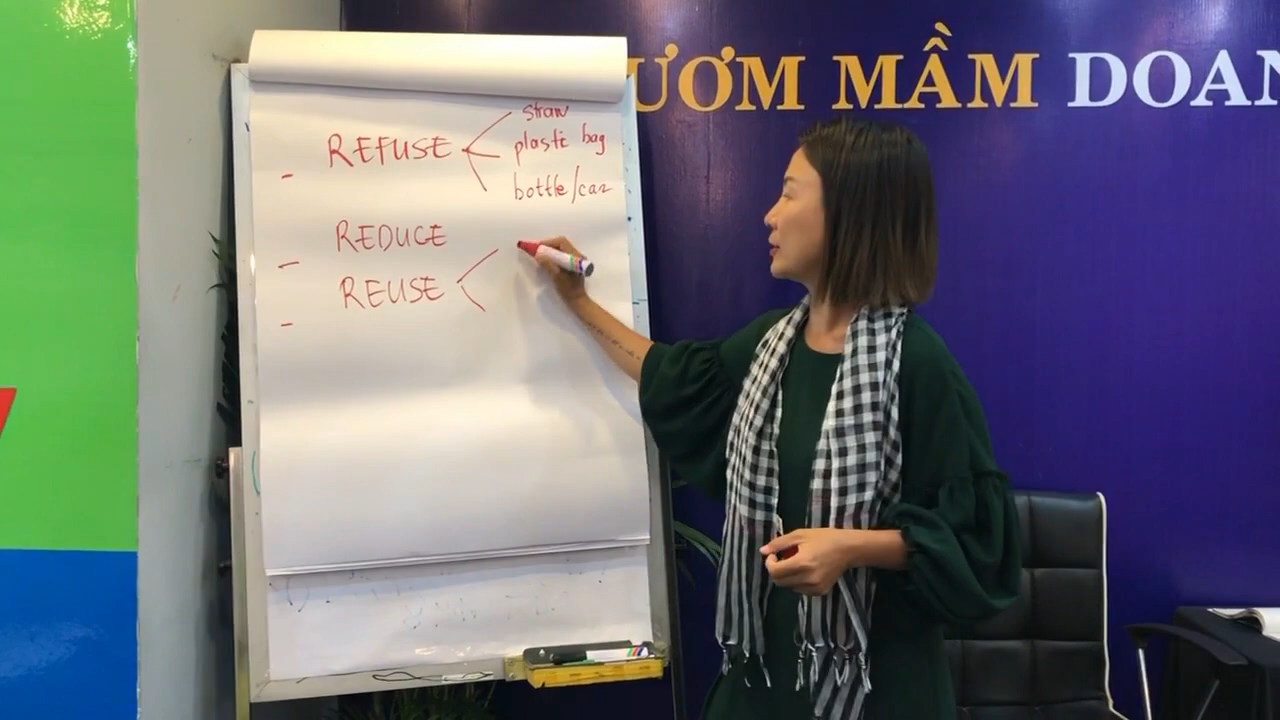 ƯƠM MẦM DOAN
straw
REFUSE plastic bag
bottle/can
- REDUCE
- REUSE
-